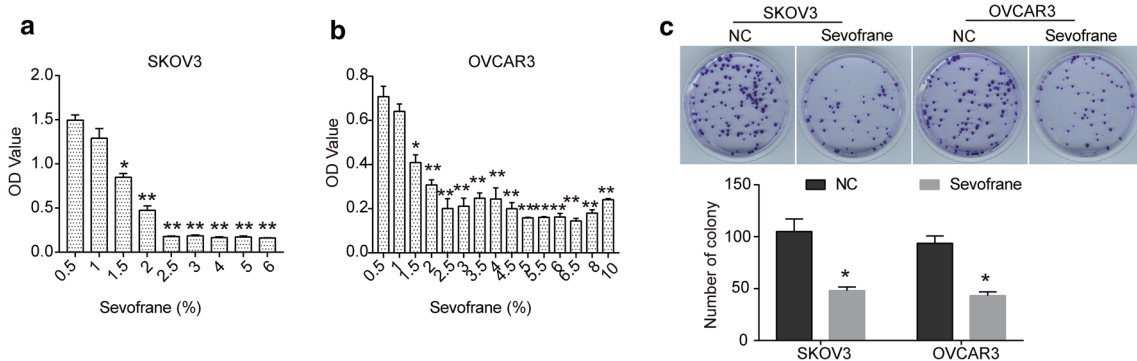 a
SKOV3
OD Value
2.0
1.5
1.0
0.5
0.0
0.5 1 1.5 2 2.5 3 4 5 6
* ** ** ** ** ** **
Sevofrane (%)
b
OVCAR3
OD Value
0.8
0.6
0.4
0.2
0.0
0.5 1 1.5 2 2.5 3 3.5 4 4.5 5 5.5 6 6.5 8 10
* ** ** ** ** ** ** ** ** ** ** **
Sevofrane (%)
c
SKOV3 OVCAR3
NC Sevofrane NC Sevofrane
NC Sevofrane
Number of colony
150
100
50
0
* *
SKOV3 OVCAR3